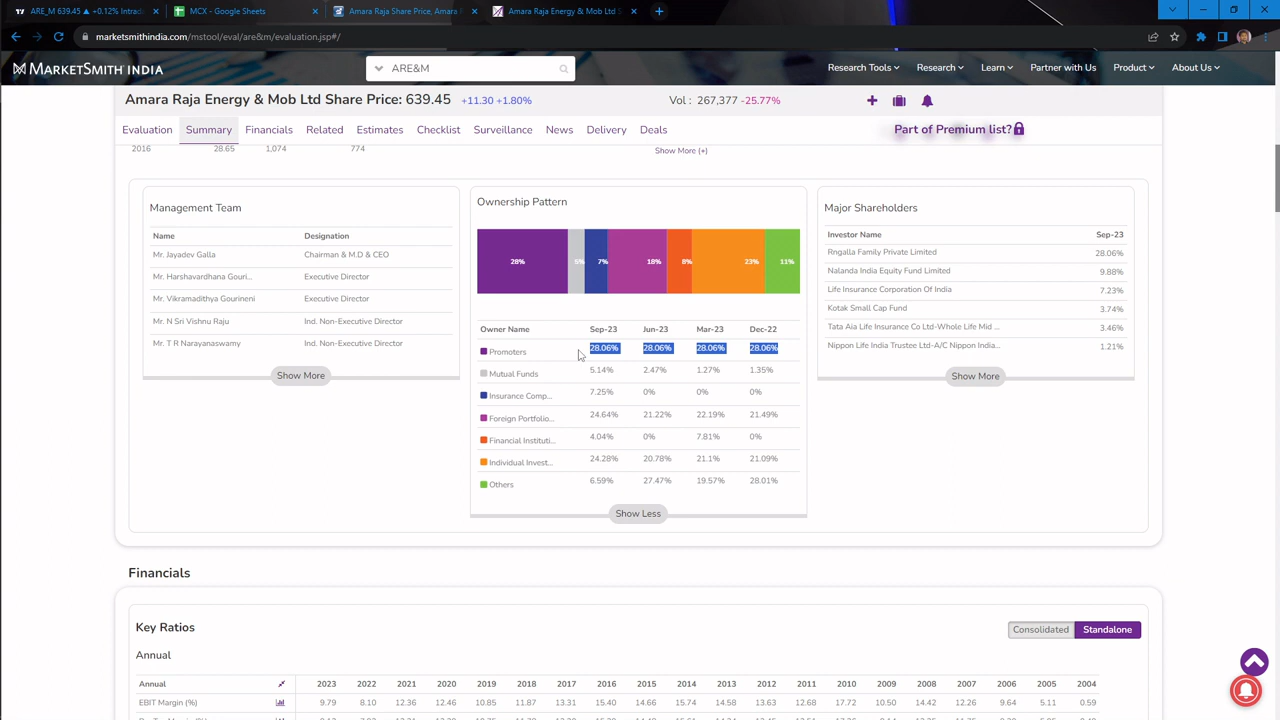 ARE_M 639.45 ▲ +0.12% Intrad
MCX - Google Sheets
Amara Raja Share Price, Amara
Amara Raja Energy & Mob Ltd S
marketsmithindia.com/mstool/eval/are&m/evaluation.jsp#/
MARKETSMITH INDIA
ARE&M
Research Tools
Research
Learn
Partner with Us
Product
About Us
Amara Raja Energy & Mob Ltd Share Price: 639.45 +11.30 +1.80%
Vol : 267,377 -25.77%
Evaluation Summary Financials Related Estimates Checklist Surveillance News Delivery Deals
Part of Premium list?
2016 28.65 1,074 774
Show More (+)
Management Team
Name Designation
Mr. Jayadev Galla Chairman & M.D & CEO
Mr. Harshavardhana Gouri... Executive Director
Mr. Vikramadithya Gourineni Executive Director
Mr. N Sri Vishnu Raju Ind. Non-Executive Director
Mr. T R Narayanaswamy Ind. Non-Executive Director
Show More
Ownership Pattern
28% 5% 7% 18% 8% 23% 11%
Owner Name Sep-23 Jun-23 Mar-23 Dec-22
Promoters 28.06% 28.06% 28.06% 28.06%
Mutual Funds 5.14% 2.47% 1.27% 1.35%
Insurance Comp... 7.25% 0% 0% 0%
Foreign Portfolio... 24.64% 21.22% 22.19% 21.49%
Financial Instituti... 4.04% 0% 7.81% 0%
Individual Invest... 24.28% 20.78% 21.1% 21.09%
Others 6.59% 27.47% 19.57% 28.01%
Show Less
Major Shareholders
Investor Name Sep-23
Rngalla Family Private Limited 28.06%
Nalanda India Equity Fund Limited 9.88%
Life Insurance Corporation Of India 7.23%
Kotak Small Cap Fund 3.74%
Tata Aia Life Insurance Co Ltd-Whole Life Mid ... 3.46%
Nippon Life India Trustee Ltd-A/C Nippon India... 1.21%
Show More
Financials
Key Ratios
Consolidated Standalone
Annual
Annual 2023 2022 2021 2020 2019 2018 2017 2016 2015 2014 2013 2012 2011 2010 2009 2008 2007 2006 2005 2004
EBIT Margin (%) 9.79 8.10 12.36 12.46 10.85 11.87 13.31 15.40 14.66 15.74 14.58 13.63 12.68 17.72 10.50 14.42 12.26 9.64 5.11 0.59